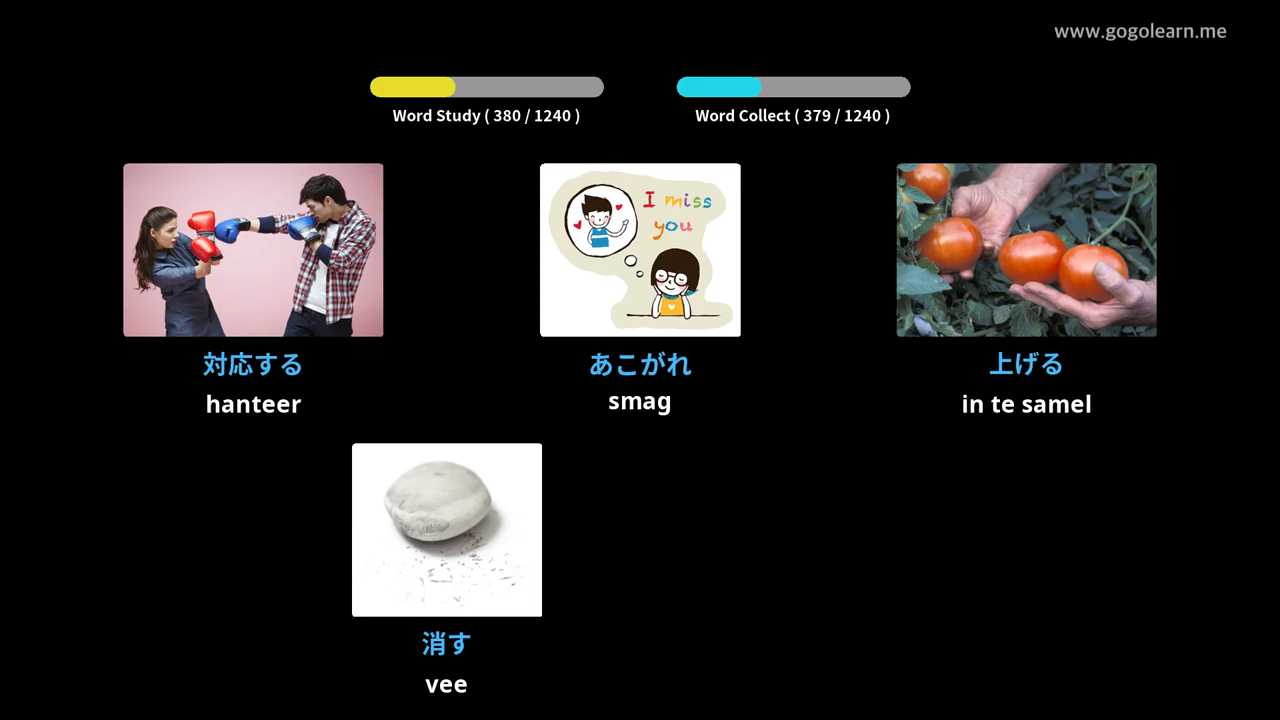 www.gogolearn.me
Word Study ( 380 / 1240 )
Word Collect ( 379 / 1240 )
I miss
you
対応する
hanteer
あこがれ
smag
上げる
in te samel
消す
vee